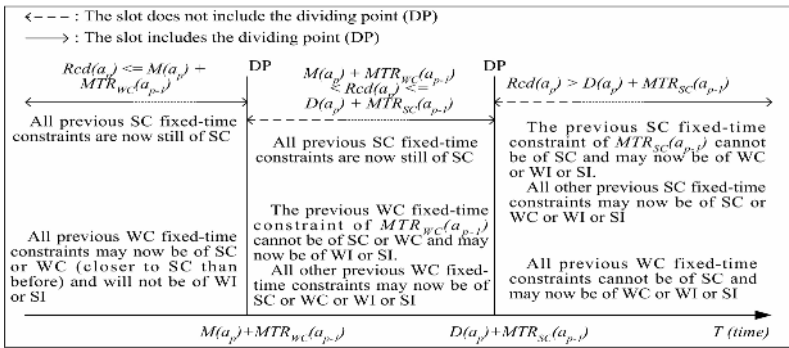 : The slot does not include the dividing point (DP)
: The slot includes the dividing point (DP)
Rcd(ap) <= M(ap) +
MTRWC(ap-1)
DP
M(ap) + MTRWC(ap-1)
< Rcd(ap) <=
D(ap) + MTRSC(ap-1)
DP
Rcd(ap) > D(ap) + MTRSC(ap-1)
All previous SC fixed-time
constraints are now still of SC
All previous WC fixed-time
constraints may now be of SC
or WC (closer to SC than
before) and will not be of WI
or SI
All previous SC fixed-time
constraints are now still of SC
The previous WC fixed-time
constraint of MTRWC(ap-1)
cannot be of SC or WC and may
now be of WI or SI.
All other previous WC fixed-
time constraints may now be of
SC or WC or WI or SI
The previous SC fixed-time
constraint of MTRSC(ap-1) cannot
be of SC and may now be of WC
or WI or SI
All other previous SC fixed-time
constraints may now be of SC or
WC or WI or SI
All previous WC fixed-time
constraints cannot be of SC and
may now be of WC or WI or SI
M(ap)+MTRWC(ap-1)
D(ap)+MTRSC(ap-1)
T (time)